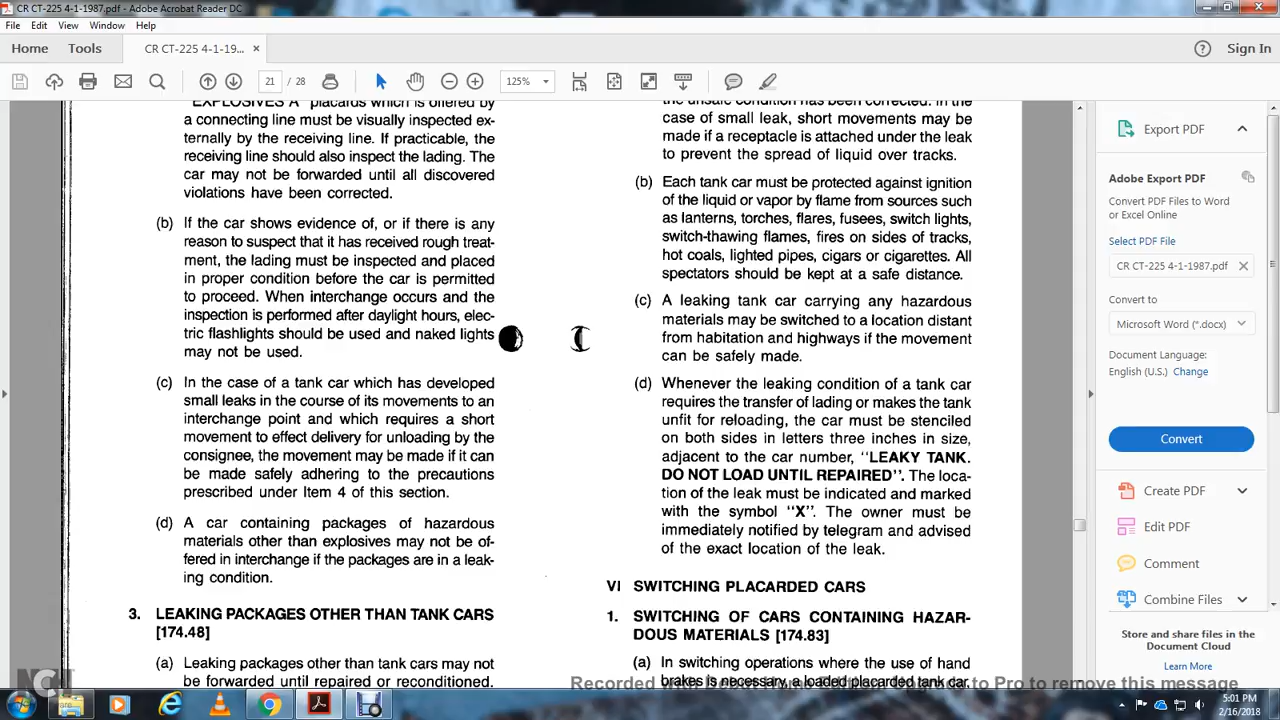 CR CT-225 4-1-1987.pdf - Adobe Acrobat Reader DC
File Edit View Window Help
Home Tools CR CT-225 4-1-19... × Sign In
21 / 28 125%
"EXPLOSIVES A" placards which is offered by
a connecting line must be visually inspected ex-
ternally by the receiving line. If practicable, the
receiving line should also inspect the lading. The
car may not be forwarded until all discovered
violations have been corrected.
(b) If the car shows evidence of, or if there is any
reason to suspect that it has received rough treat-
ment, the lading must be inspected and placed
in proper condition before the car is permitted
to proceed. When interchange occurs and the
inspection is performed after daylight hours, elec-
tric flashlights should be used and naked lights
may not be used.
(c) In the case of a tank car which has developed
small leaks in the course of its movements to an
interchange point and which requires a short
movement to effect delivery for unloading by the
consignee, the movement may be made if it can
be made safely adhering to the precautions
prescribed under Item 4 of this section.
(d) A car containing packages of hazardous
materials other than explosives may not be of-
fered in interchange if the packages are in a leak-
ing condition.
3. LEAKING PACKAGES OTHER THAN TANK CARS
[174.48]
(a) Leaking packages other than tank cars may not
be forwarded until repaired or reconditioned.
the unsafe condition has been corrected. In the
case of small leak, short movements may be
made if a receptacle is attached under the leak
to prevent the spread of liquid over tracks.
(b) Each tank car must be protected against ignition
of the liquid or vapor by flame from sources such
as lanterns, torches, flares, fusees, switch lights,
switch-thawing flames, fires on sides of tracks,
hot coals, lighted pipes, cigars or cigarettes. All
spectators should be kept at a safe distance.
(c) A leaking tank car carrying any hazardous
materials may be switched to a location distant
from habitation and highways if the movement
can be safely made.
(d) Whenever the leaking condition of a tank car
requires the transfer of lading or makes the tank
unfit for reloading, the car must be stenciled
on both sides in letters three inches in size,
adjacent to the car number, "LEAKY TANK.
DO NOT LOAD UNTIL REPAIRED". The loca-
tion of the leak must be indicated and marked
with the symbol "X". The owner must be
immediately notified by telegram and advised
of the exact location of the leak.
VI SWITCHING PLACARDED CARS
1. SWITCHING OF CARS CONTAINING HAZAR-
DOUS MATERIALS [174.83]
(a) In switching operations where the use of hand
brakes is necessary, a loaded placarded tank car,
Export PDF
Adobe Export PDF
Convert PDF Files to Word
or Excel Online
Select PDF File
CR CT-225 4-1-1987.pdf
Convert to
Microsoft Word (*.docx)
Document Language:
English (U.S.) Change
Convert
Create PDF
Edit PDF
Comment
Combine Files
Store and share files in the
Document Cloud
Learn More
NCH
to Pro to remove this message
5:01 PM
2/16/2018